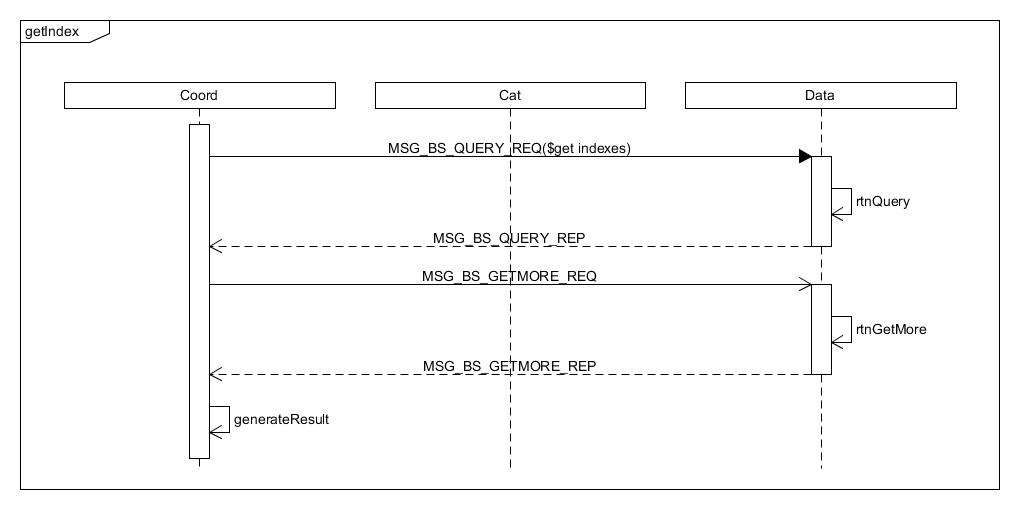 getIndex
Coord
Cat
Data
MSG_BS_QUERY_REQ($get indexes)
rtnQuery
MSG_BS_QUERY_REP
MSG_BS_GETMORE_REQ
rtnGetMore
MSG_BS_GETMORE_REP
generateResult